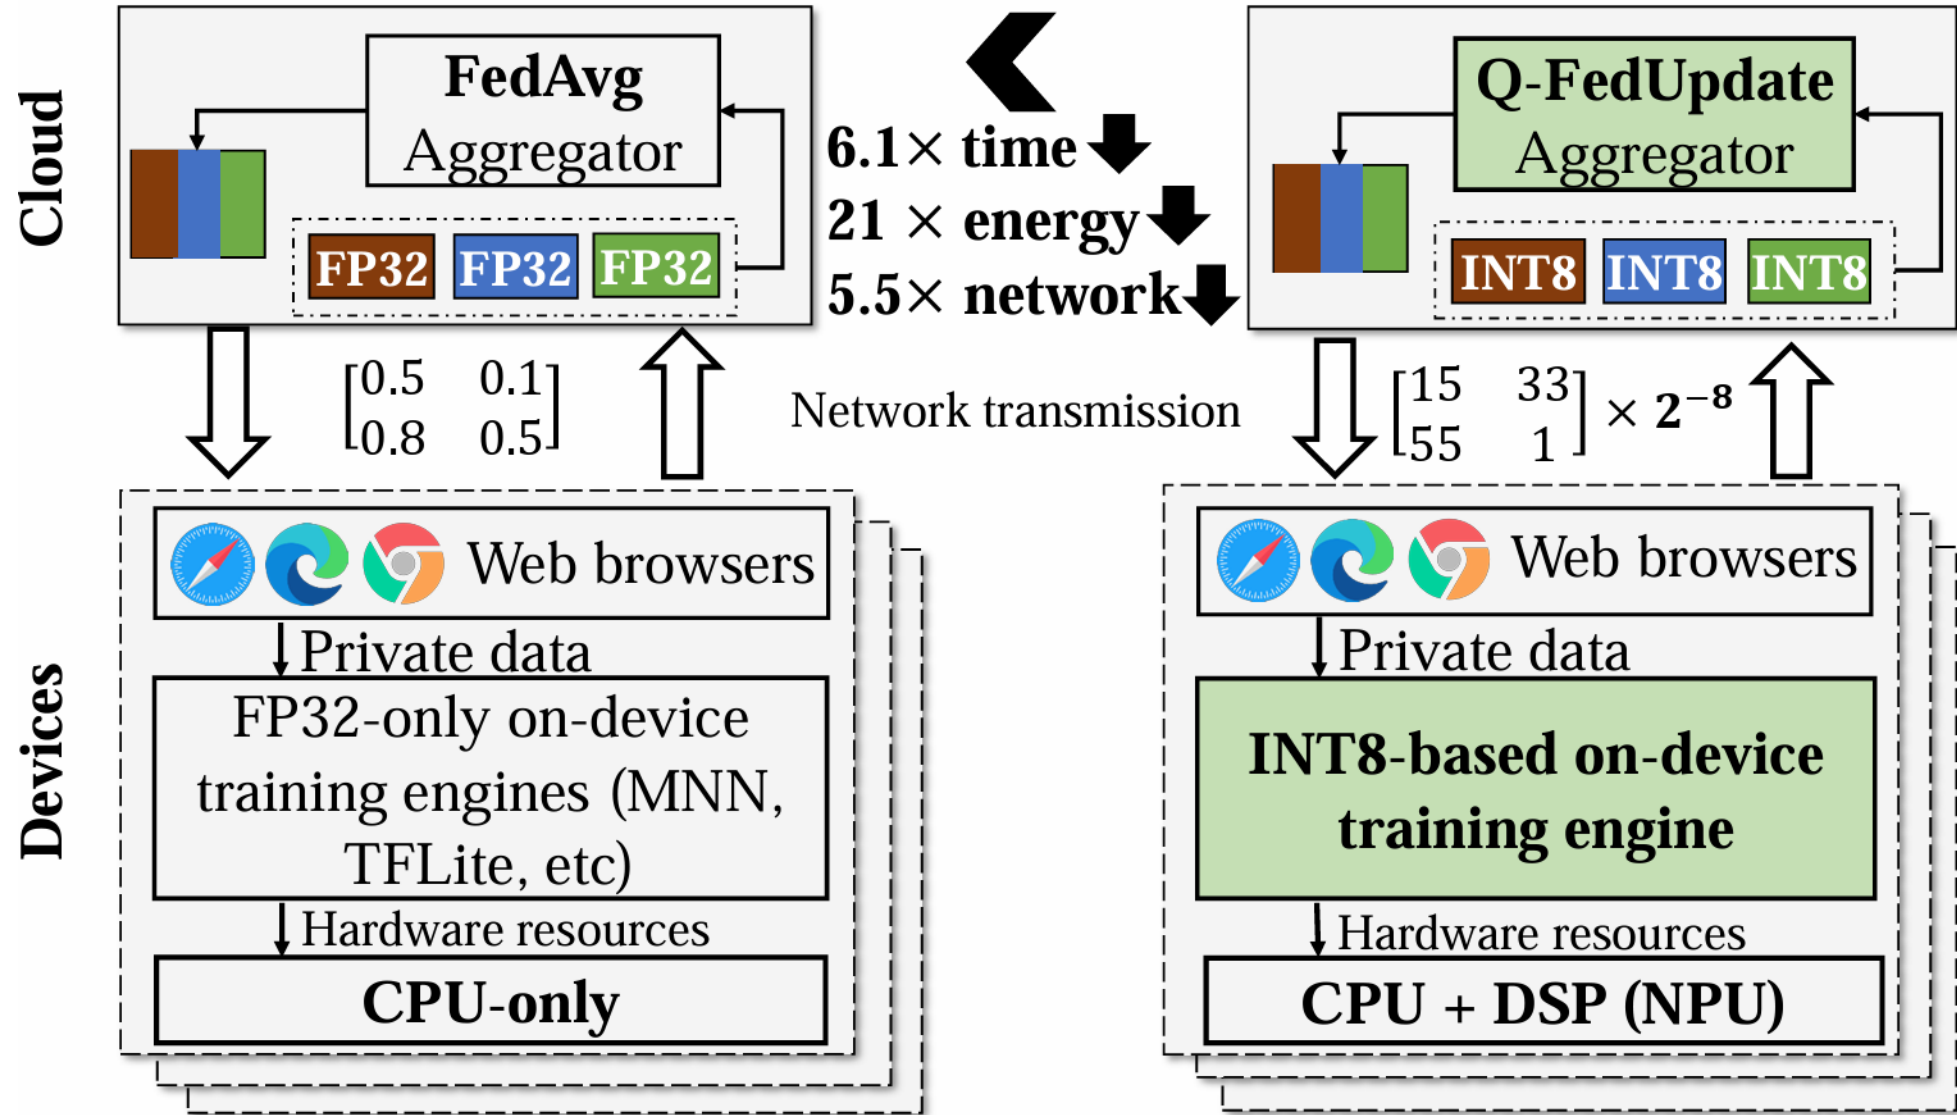 Cloud
FedAvg
Aggregator
FP32 FP32 FP32
6.1× time
21 × energy
5.5× network
Q-FedUpdate
Aggregator
INT8 INT8 INT8
[0.5 0.1]
[0.8 0.5]
Network transmission
[15 33] × 2⁻⁸
[55 1]
Devices
Web browsers
Private data
FP32-only on-device
training engines (MNN,
TFLite, etc)
Hardware resources
CPU-only
Web browsers
Private data
INT8-based on-device
training engine
Hardware resources
CPU + DSP (NPU)